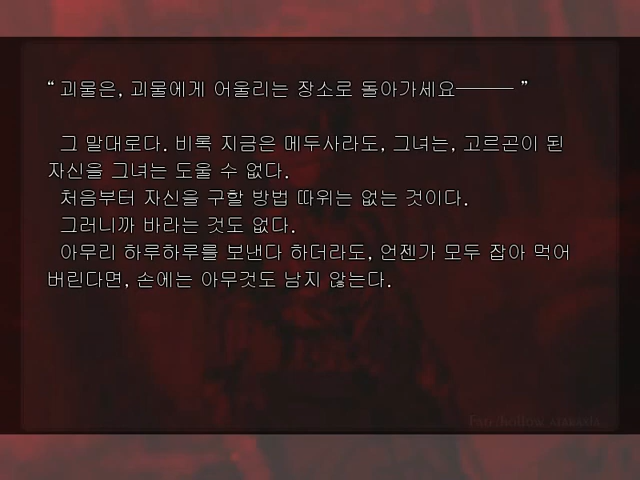 “ 괴물은, 괴물에게 어울리는 장소로 돌아가세요――― ”
그 말대로다. 비록 지금은 메두사라도, 그녀는, 고르곤이 된
자신을 그녀는 도울 수 없다.
처음부터 자신을 구할 방법 따위는 없는 것이다.
그러니까 바라는 것도 없다.
아무리 하루하루를 보낸다 하더라도, 언젠가 모두 잡아 먹어
버린다면, 손에는 아무것도 남지 않는다.
Fate/hollow ataraxia